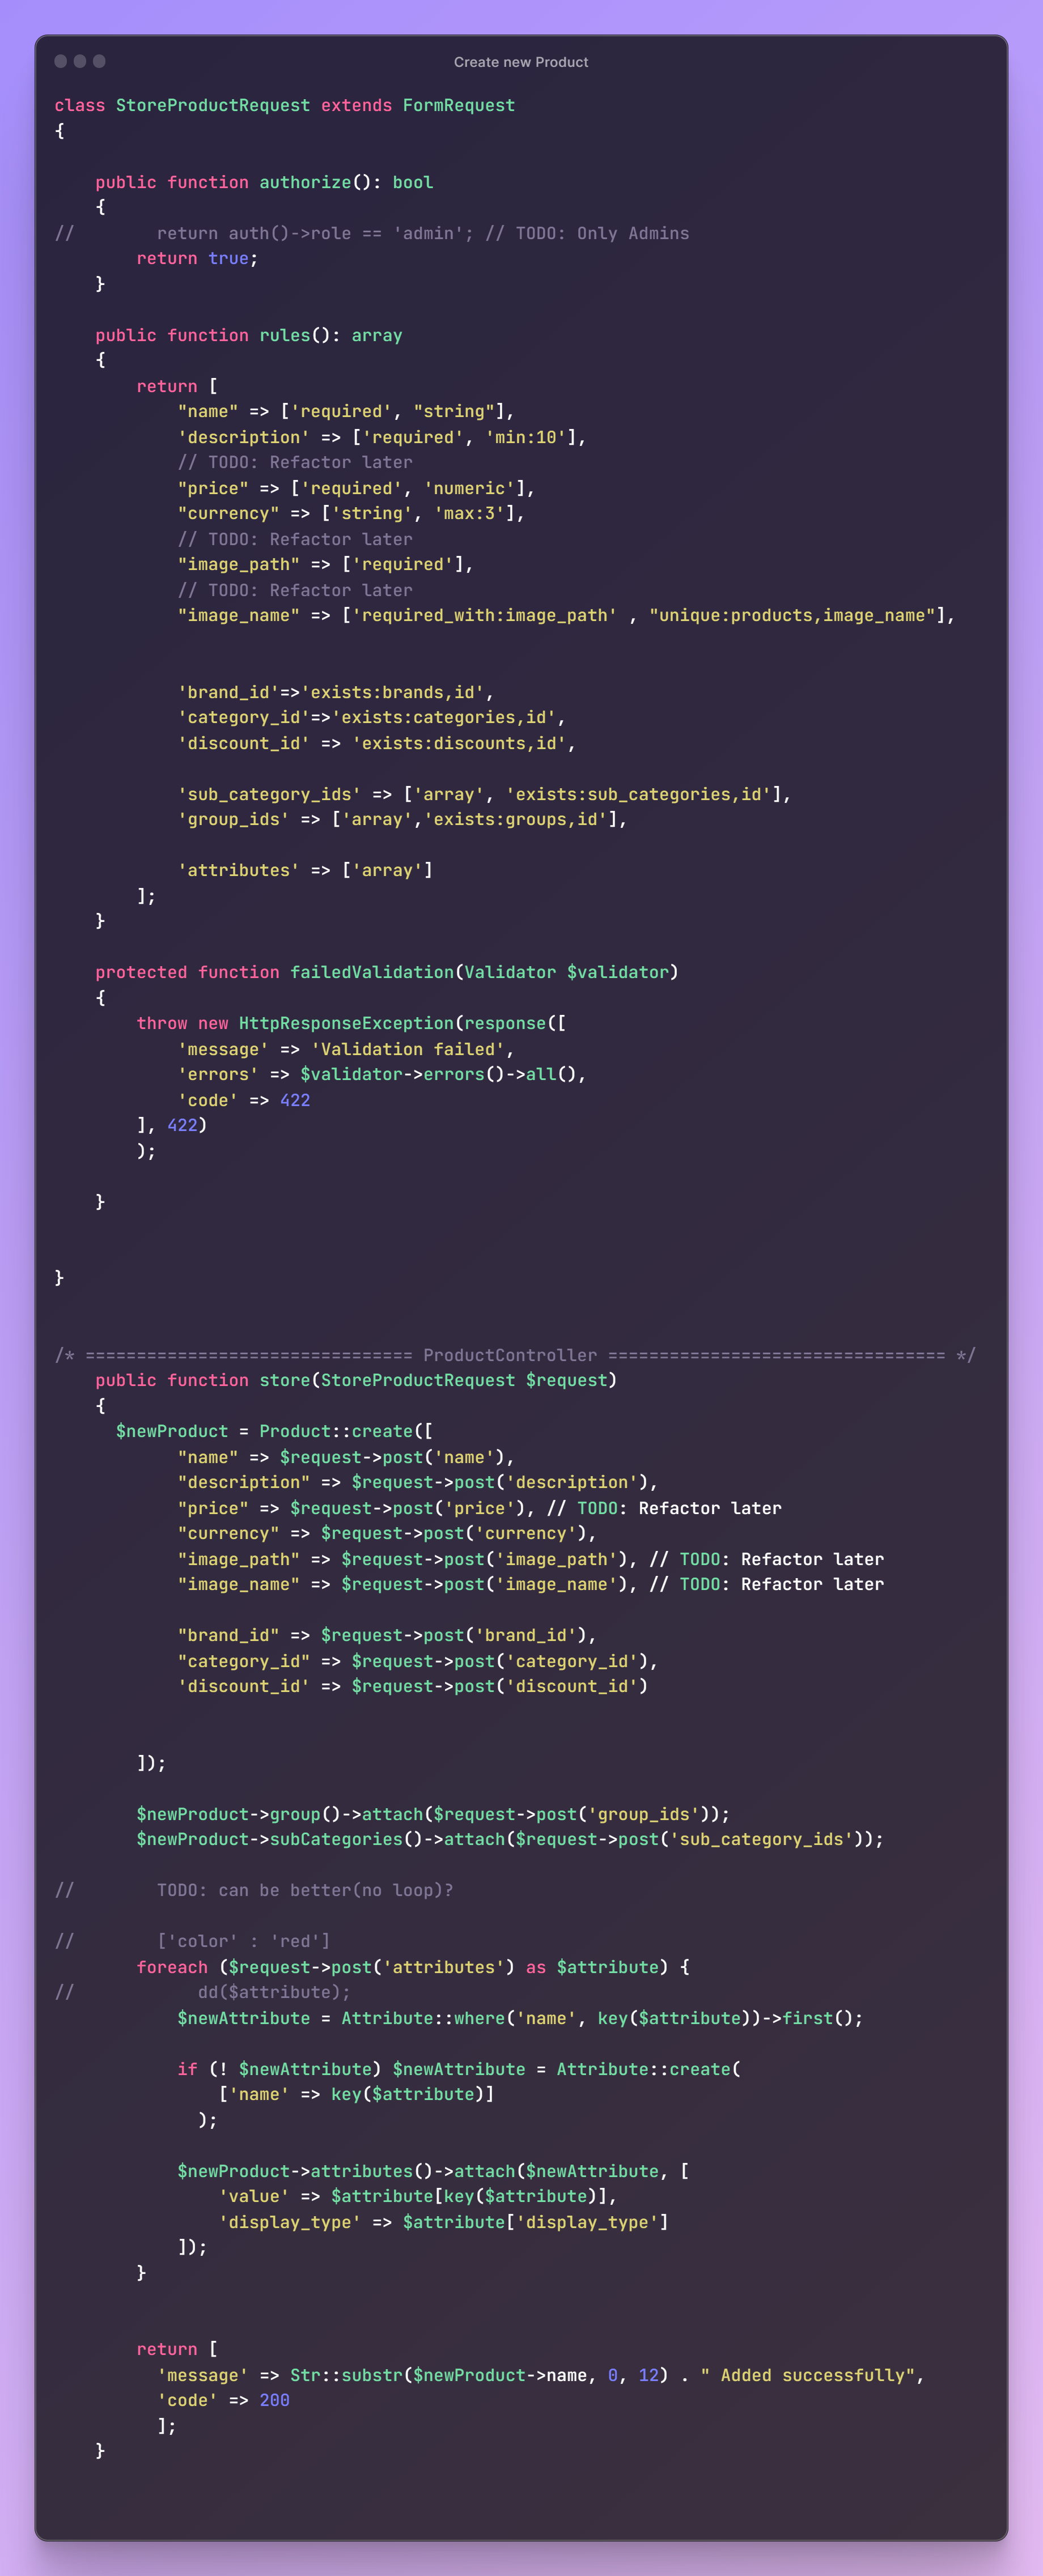 Create new Product
class StoreProductRequest extends FormRequest
{

    public function authorize(): bool
    {
//        return auth()->role == 'admin'; // TODO: Only Admins
        return true;
    }

    public function rules(): array
    {
        return [
            "name" => ['required', "string"],
            'description' => ['required', 'min:10'],
            // TODO: Refactor later
            "price" => ['required', 'numeric'],
            "currency" => ['string', 'max:3'],
            // TODO: Refactor later
            "image_path" => ['required'],
            // TODO: Refactor later
            "image_name" => ['required_with:image_path' , "unique:products,image_name"],


            'brand_id'=>'exists:brands,id',
            'category_id'=>'exists:categories,id',
            'discount_id' => 'exists:discounts,id',

            'sub_category_ids' => ['array', 'exists:sub_categories,id'],
            'group_ids' => ['array','exists:groups,id'],

            'attributes' => ['array']
        ];
    }

    protected function failedValidation(Validator $validator)
    {
        throw new HttpResponseException(response([
            'message' => 'Validation failed',
            'errors' => $validator->errors()->all(),
            'code' => 422
        ], 422)
        );

    }


}


/* ================================ ProductController ================================= */
    public function store(StoreProductRequest $request)
    {
      $newProduct = Product::create([
            "name" => $request->post('name'),
            "description" => $request->post('description'),
            "price" => $request->post('price'), // TODO: Refactor later
            "currency" => $request->post('currency'),
            "image_path" => $request->post('image_path'), // TODO: Refactor later
            "image_name" => $request->post('image_name'), // TODO: Refactor later

            "brand_id" => $request->post('brand_id'),
            "category_id" => $request->post('category_id'),
            'discount_id' => $request->post('discount_id')


        ]);

        $newProduct->group()->attach($request->post('group_ids'));
        $newProduct->subCategories()->attach($request->post('sub_category_ids'));

//        TODO: can be better(no loop)?

//        ['color' : 'red']
        foreach ($request->post('attributes') as $attribute) {
//            dd($attribute);
            $newAttribute = Attribute::where('name', key($attribute))->first();

            if (! $newAttribute) $newAttribute = Attribute::create(
                ['name' => key($attribute)]
              );

            $newProduct->attributes()->attach($newAttribute, [
                'value' => $attribute[key($attribute)],
                'display_type' => $attribute['display_type']
            ]);
        }


        return [
          'message' => Str::substr($newProduct->name, 0, 12) . " Added successfully",
          'code' => 200
          ];
    }